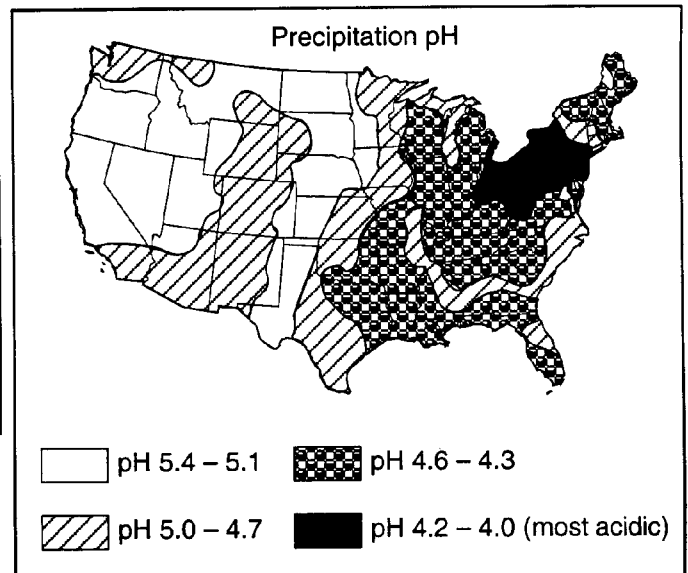 Precipitation pH
pH 5.4 – 5.1
pH 4.6 – 4.3
pH 5.0 – 4.7
pH 4.2 – 4.0 (most acidic)